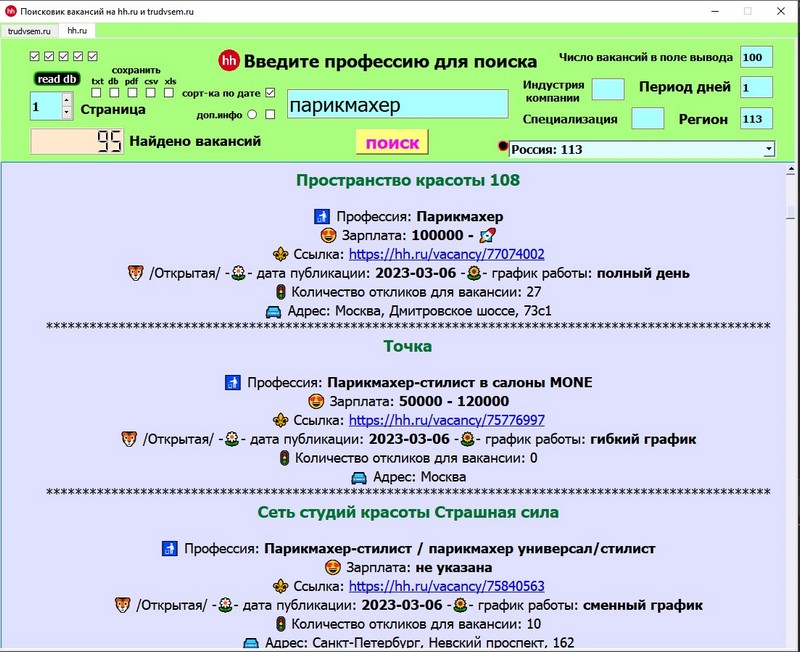 Поисковик вакансий на hh.ru и trudvsem.ru
trudvsem.ru hh.ru
hh Введите профессию для поиска
Число вакансий в поле вывода 100
read db
сохранить
txt db pdf csv xls
сорт-ка по дате
Индустрия компании
Период дней 1
1 Страница
доп.инфо
парикмахер
Специализация
Регион 113
95 Найдено вакансий
поиск
Россия: 113
Пространство красоты 108
Профессия: Парикмахер
Зарплата: 100000 -
Ссылка: https://hh.ru/vacancy/77074002
/Открытая/ - - дата публикации: 2023-03-06 - - график работы: полный день
Количество откликов для вакансии: 27
Адрес: Москва, Дмитровское шоссе, 73с1
********************************************************************************
Точка
Профессия: Парикмахер-стилист в салоны MONE
Зарплата: 50000 - 120000
Ссылка: https://hh.ru/vacancy/75776997
/Открытая/ - - дата публикации: 2023-03-06 - - график работы: гибкий график
Количество откликов для вакансии: 0
Адрес: Москва
********************************************************************************
Сеть студий красоты Страшная сила
Профессия: Парикмахер-стилист / парикмахер универсал/стилист
Зарплата: не указана
Ссылка: https://hh.ru/vacancy/75840563
/Открытая/ - - дата публикации: 2023-03-06 - - график работы: сменный график
Количество откликов для вакансии: 10
Адрес: Санкт-Петербург, Невский проспект, 162